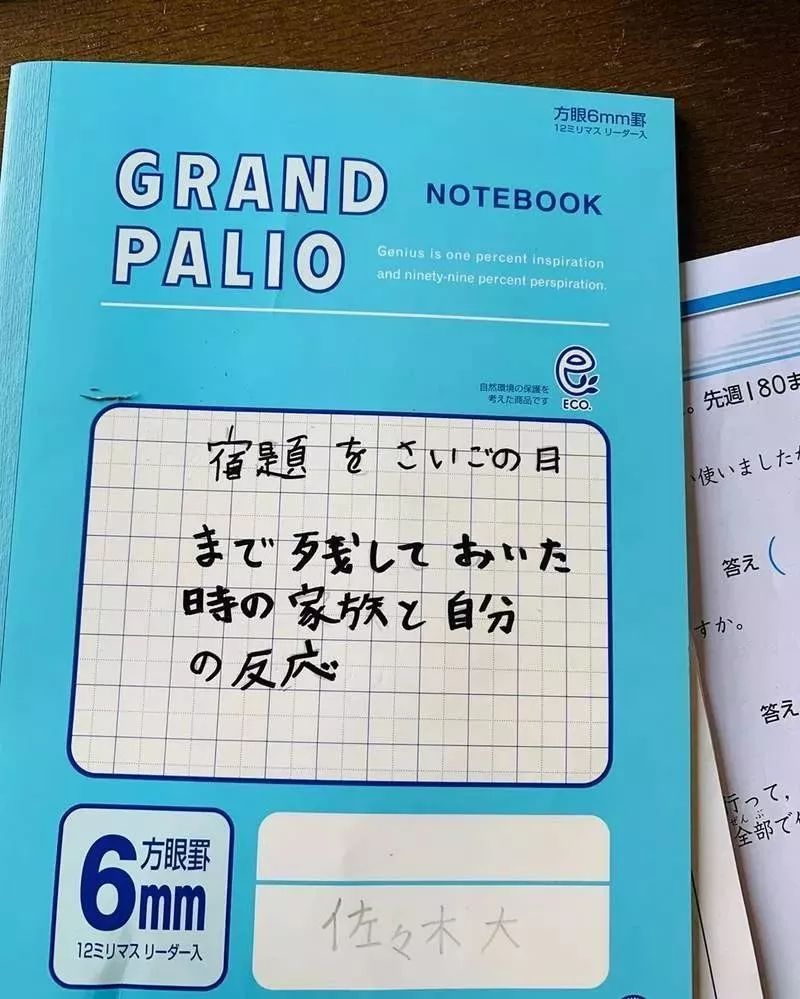 方眼6mm罫
12ミリマス リーダー入
GRAND
PALIO
NOTEBOOK
Genius is one percent inspiration
and ninety-nine percent perspiration.
自然環境の保護を
考えた商品です
e
ECO.
宿題をさいごの目
まで残しておいた
時の家族と自分
の反応
6mm
方眼罫
12ミリマス リーダー入
佐々木大
。先週180ま
使いました
答え(
すか。
答え
行って,
ぜんぶ
全部で